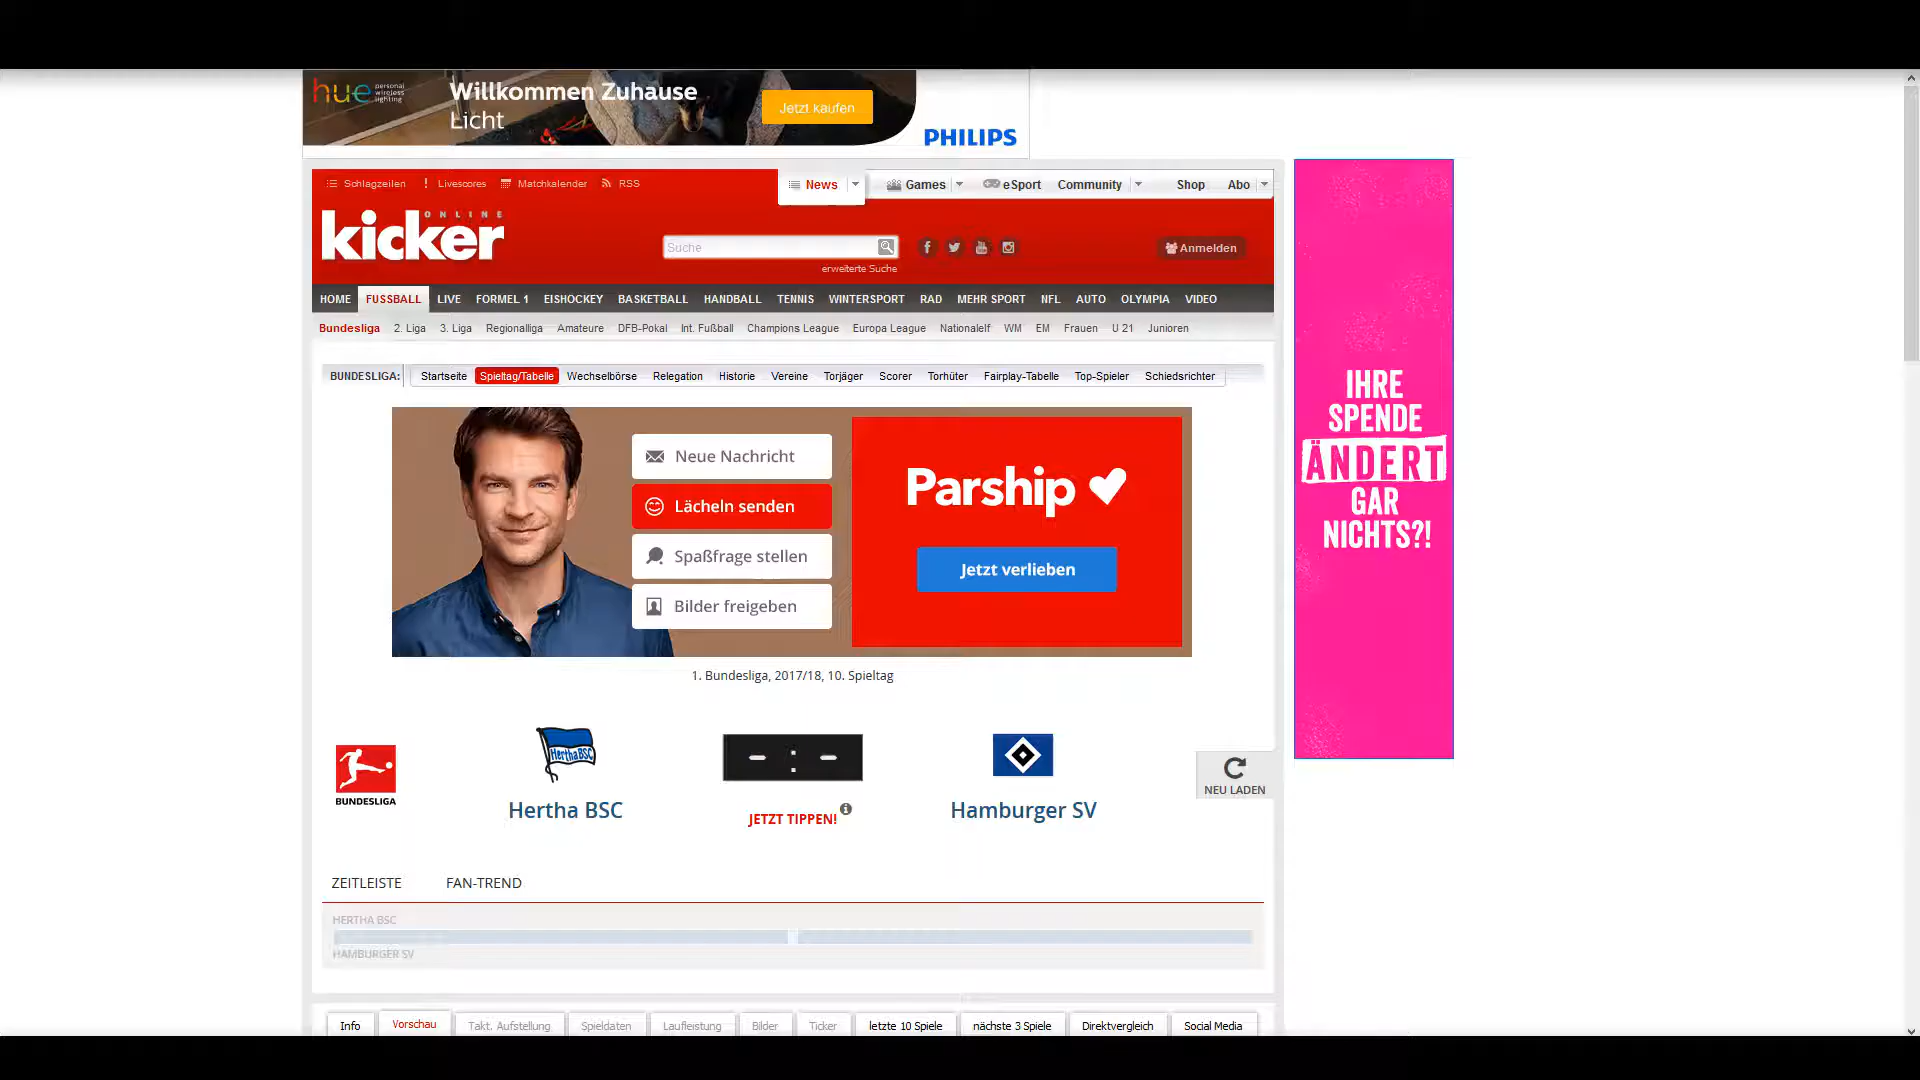 hue personal wireless lighting
Willkommen Zuhause
Licht
Jetzt kaufen
PHILIPS
Schlagzeilen Livescores Matchkalender RSS
News Games eSport Community Shop Abo
ONLINE
kicker
Suche
erweiterte Suche
Anmelden
HOME FUSSBALL LIVE FORMEL 1 EISHOCKEY BASKETBALL HANDBALL TENNIS WINTERSPORT RAD MEHR SPORT NFL AUTO OLYMPIA VIDEO
Bundesliga 2. Liga 3. Liga Regionalliga Amateure DFB-Pokal Int. Fußball Champions League Europa League Nationalelf WM EM Frauen U 21 Junioren
BUNDESLIGA: Startseite Spieltag/Tabelle Wechselbörse Relegation Historie Vereine Torjäger Scorer Torhüter Fairplay-Tabelle Top-Spieler Schiedsrichter
Neue Nachricht
Lächeln senden
Spaßfrage stellen
Bilder freigeben
Parship
Jetzt verlieben
IHRE
SPENDE
ÄNDERT
GAR
NICHTS?!
1. Bundesliga, 2017/18, 10. Spieltag
BUNDESLIGA
Hertha BSC
Hertha BSC
- : -
JETZT TIPPEN!
Hamburger SV
NEU LADEN
ZEITLEISTE FAN-TREND
HERTHA BSC
HAMBURGER SV
Info Vorschau Takt. Aufstellung Spieldaten Laufleistung Bilder Ticker letzte 10 Spiele nächste 3 Spiele Direktvergleich Social Media